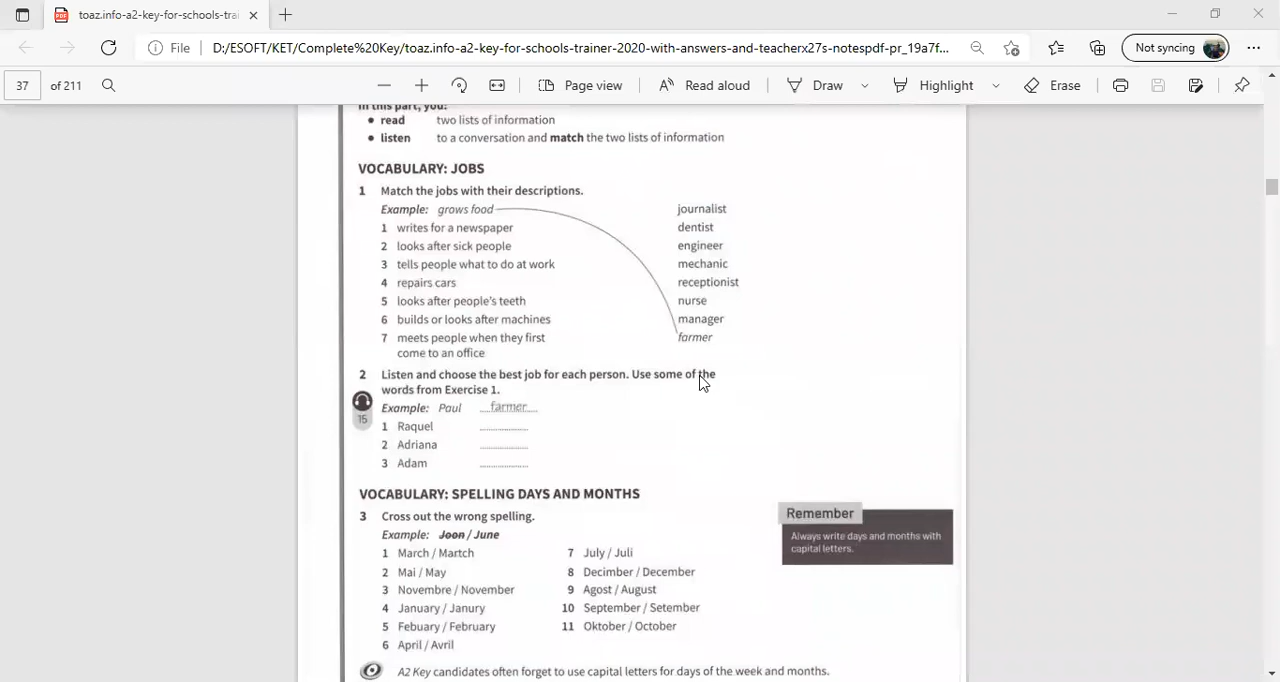 toaz.info-a2-key-for-schools-trai
File
D:/ESOFT/KET/Complete%20Key/toaz.info-a2-key-for-schools-trainer-2020-with-answers-and-teacherx27s-notespdf-pr_19a7f...
Not syncing
37 of 211
Page view
Read aloud
Draw
Highlight
Erase
In this part, you:
• read two lists of information
• listen to a conversation and match the two lists of information
VOCABULARY: JOBS
1 Match the jobs with their descriptions.
Example: grows food journalist
1 writes for a newspaper dentist
2 looks after sick people engineer
3 tells people what to do at work mechanic
4 repairs cars receptionist
5 looks after people's teeth nurse
6 builds or looks after machines manager
7 meets people when they first farmer
come to an office
2 Listen and choose the best job for each person. Use some of the
words from Exercise 1.
15
Example: Paul farmer
1 Raquel
2 Adriana
3 Adam
VOCABULARY: SPELLING DAYS AND MONTHS
3 Cross out the wrong spelling.
Example: Joon / June
1 March / Martch 7 July / Juli
2 Mai / May 8 Decimber / December
3 Novembre / November 9 Agost / August
4 January / Janury 10 September / Setember
5 Febuary / February 11 Oktober / October
6 April / Avril
Remember
Always write days and months with
capital letters.
A2 Key candidates often forget to use capital letters for days of the week and months.